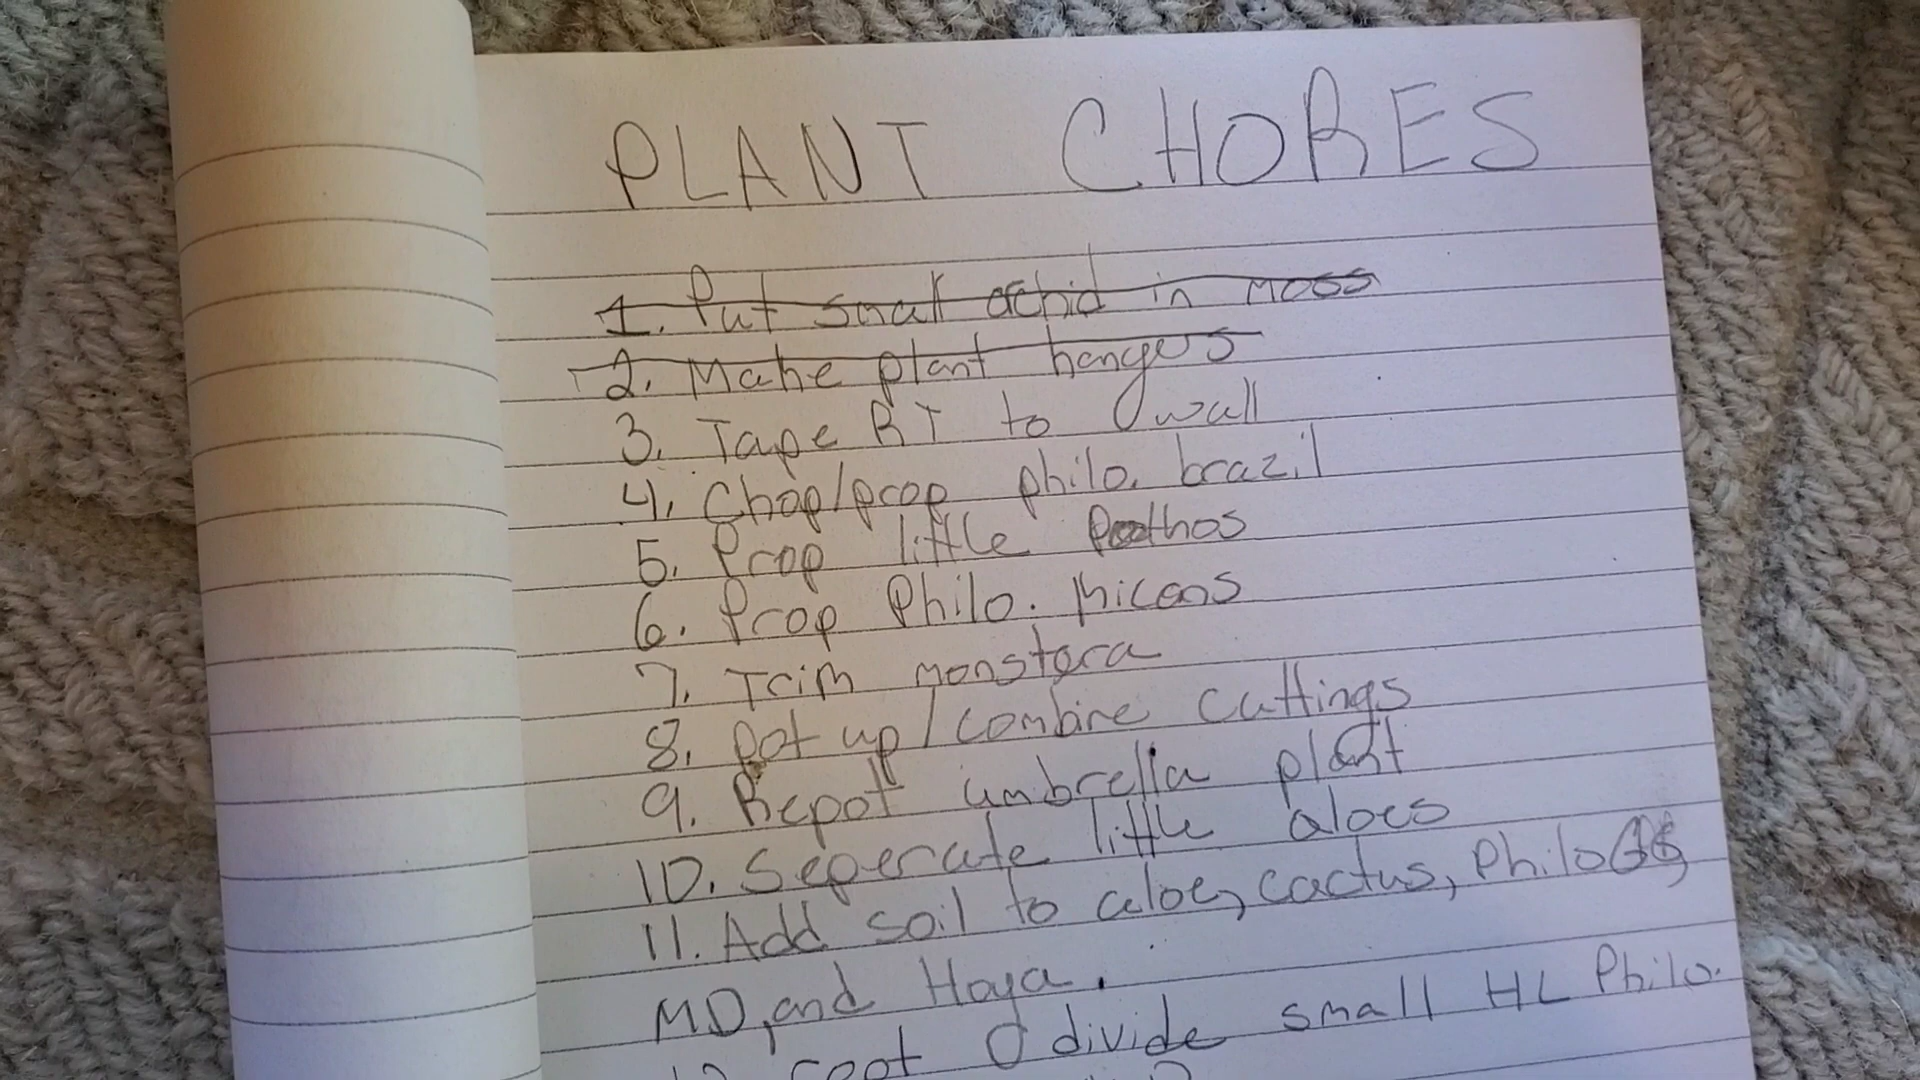 PLANT CHORES
1. Put small orchid in moss
2. Make plant hangers
3. Tape RT to wall
4. Chop/prop philo. brazil
5. Prop little Pothos
6. Prop Philo. Micans
7. Trim monstera
8. Pot up/combine cuttings
9. Repot umbrella plant
10. Seperate little aloes
11. Add soil to aloe, cactus, Philo
MD, and Hoya.
root divide small HL Philo.